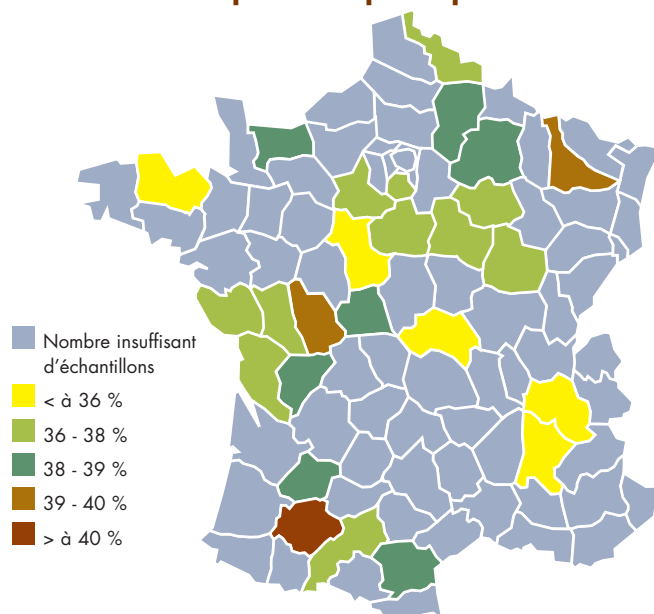 Nombre insuffisant
d'échantillons
< à 36 %
36 - 38 %
38 - 39 %
39 - 40 %
> à 40 %